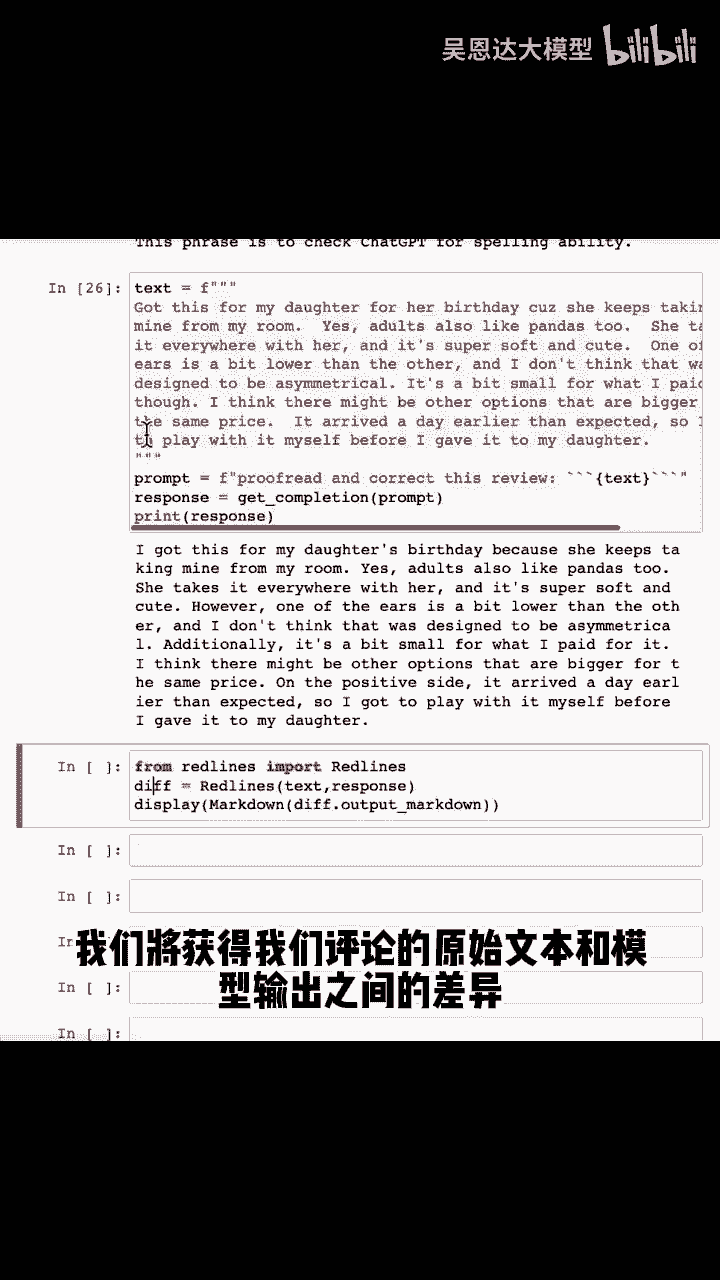 吴恩达大模型 bilibili
This phrase is to check ChatGPT for spelling ability.
In [26]: text = f"""
Got this for my daughter for her birthday cuz she keeps takin
mine from my room.  Yes, adults also like pandas too.  She ta
it everywhere with her, and it's super soft and cute.  One of
ears is a bit lower than the other, and I don't think that wa
designed to be asymmetrical. It's a bit small for what I paid
though. I think there might be other options that are bigger
the same price.  It arrived a day earlier than expected, so I
to play with it myself before I gave it to my daughter.
"""
prompt = f"proofread and correct this review: ```{text}```"
response = get_completion(prompt)
print(response)
I got this for my daughter's birthday because she keeps ta
king mine from my room. Yes, adults also like pandas too.
She takes it everywhere with her, and it's super soft and
cute. However, one of the ears is a bit lower than the oth
er, and I don't think that was designed to be asymmetrica
l. Additionally, it's a bit small for what I paid for it.
I think there might be other options that are bigger for t
he same price. On the positive side, it arrived a day earl
ier than expected, so I got to play with it myself before
I gave it to my daughter.
In [ ]: from redlines import Redlines
diff = Redlines(text,response)
display(Markdown(diff.output_markdown))
In [ ]:
In [ ]:
In
我们將获得我们评论的原始文本和模
In [ ]:
型输出之间的差异
In [ ]: